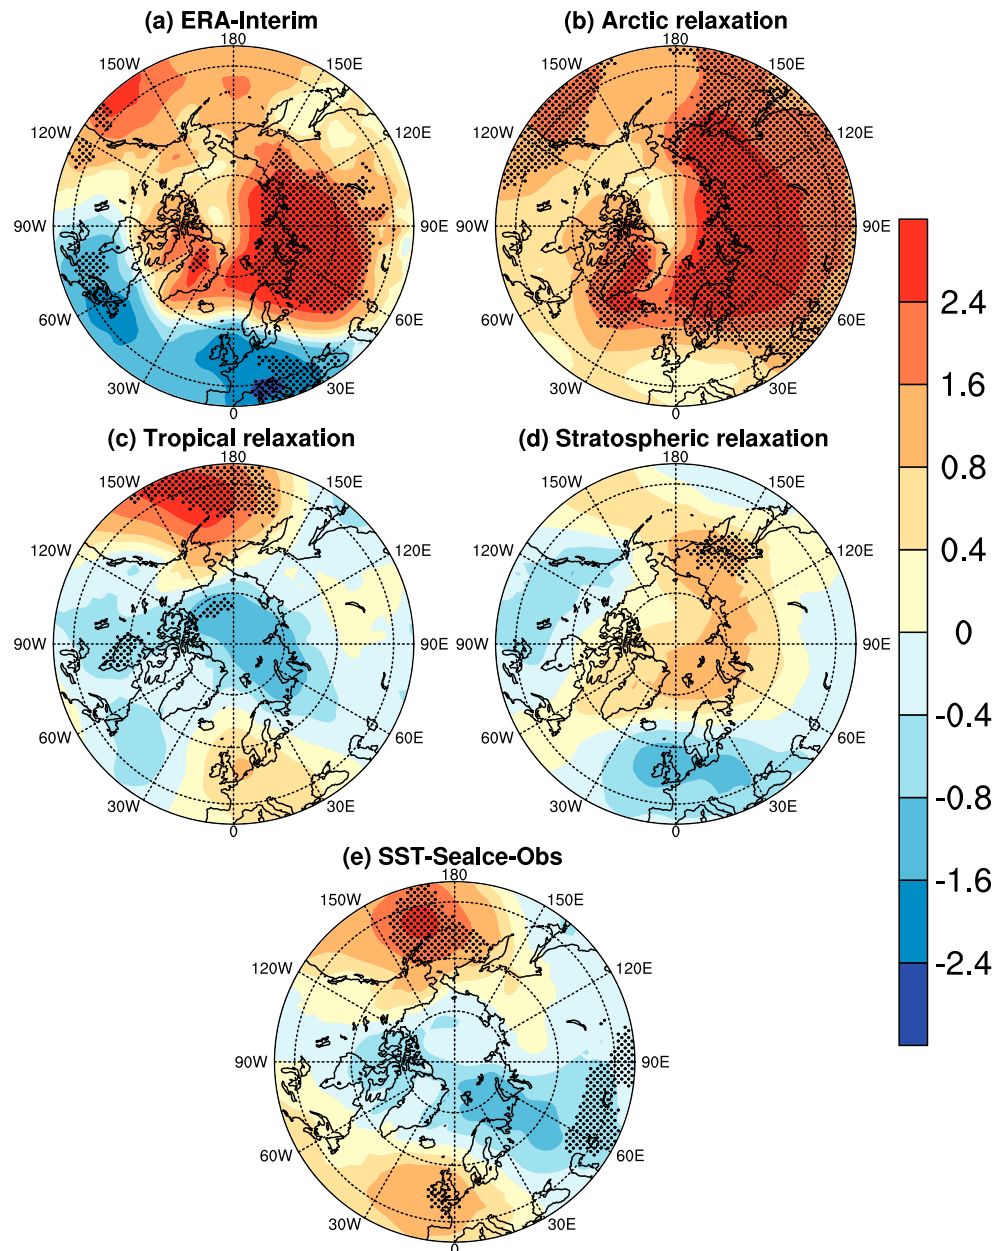 (a) ERA-Interim
(b) Arctic relaxation
180
180
150W
150E
150W
150E
120W
120E
120W
120E
90W
90E
90W
90E
60W
60E
60W
60E
30W
30E
30W
30E
0
0
(c) Tropical relaxation
(d) Stratospheric relaxation
180
180
150W
150E
150W
150E
120W
120E
120W
120E
90W
90E
90W
90E
60W
60E
60W
60E
30W
30E
30W
30E
0
0
(e) SST-SeaIce-Obs
180
150W
150E
120W
120E
90W
90E
60W
60E
30W
30E
0
2.4
1.6
0.8
0.4
0
-0.4
-0.8
-1.6
-2.4